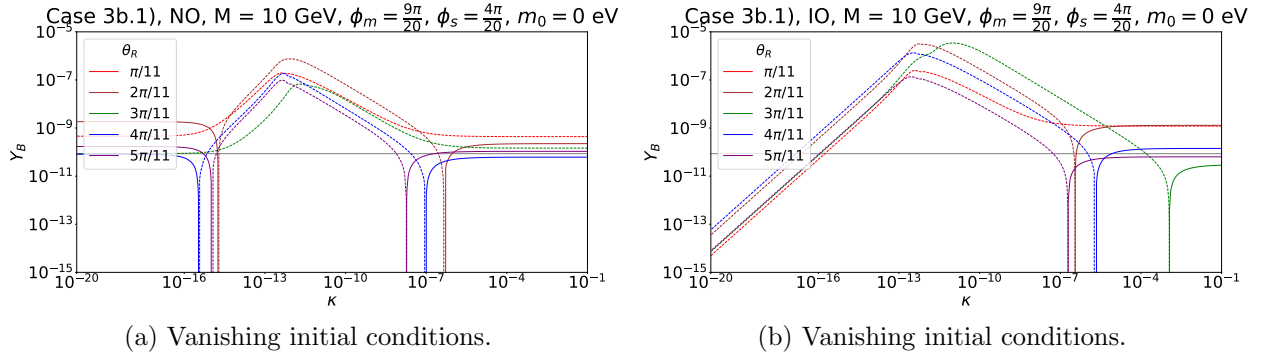 Case 3b.1), NO, M = 10 GeV, ϕ_m = 9π/20, ϕ_s = 4π/20, m_0 = 0 eV
10^−5
10^−7
10^−9
10^−11
10^−13
10^−15
Y_B
θ_R
π/11
2π/11
3π/11
4π/11
5π/11
10^−20
10^−16
10^−13
10^−10
10^−7
10^−4
10^−1
κ
(a) Vanishing initial conditions.
Case 3b.1), IO, M = 10 GeV, ϕ_m = 9π/20, ϕ_s = 4π/20, m_0 = 0 eV
10^−5
10^−7
10^−9
10^−11
10^−13
10^−15
Y_B
θ_R
π/11
2π/11
3π/11
4π/11
5π/11
10^−20
10^−16
10^−13
10^−10
10^−7
10^−4
10^−1
κ
(b) Vanishing initial conditions.